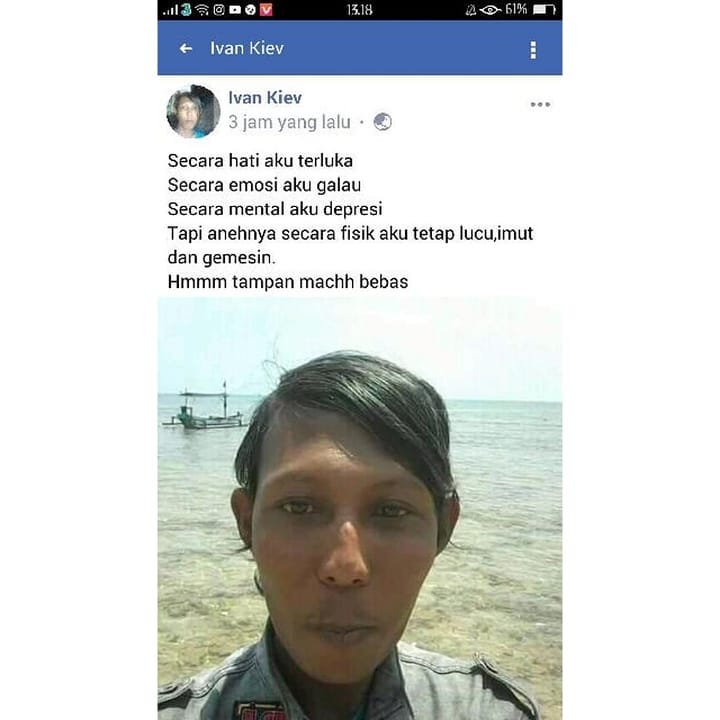 13.18
61%
Ivan Kiev
Ivan Kiev
3 jam yang lalu
Secara hati aku terluka
Secara emosi aku galau
Secara mental aku depresi
Tapi anehnya secara fisik aku tetap lucu,imut
dan gemesin.
Hmmm tampan machh bebas